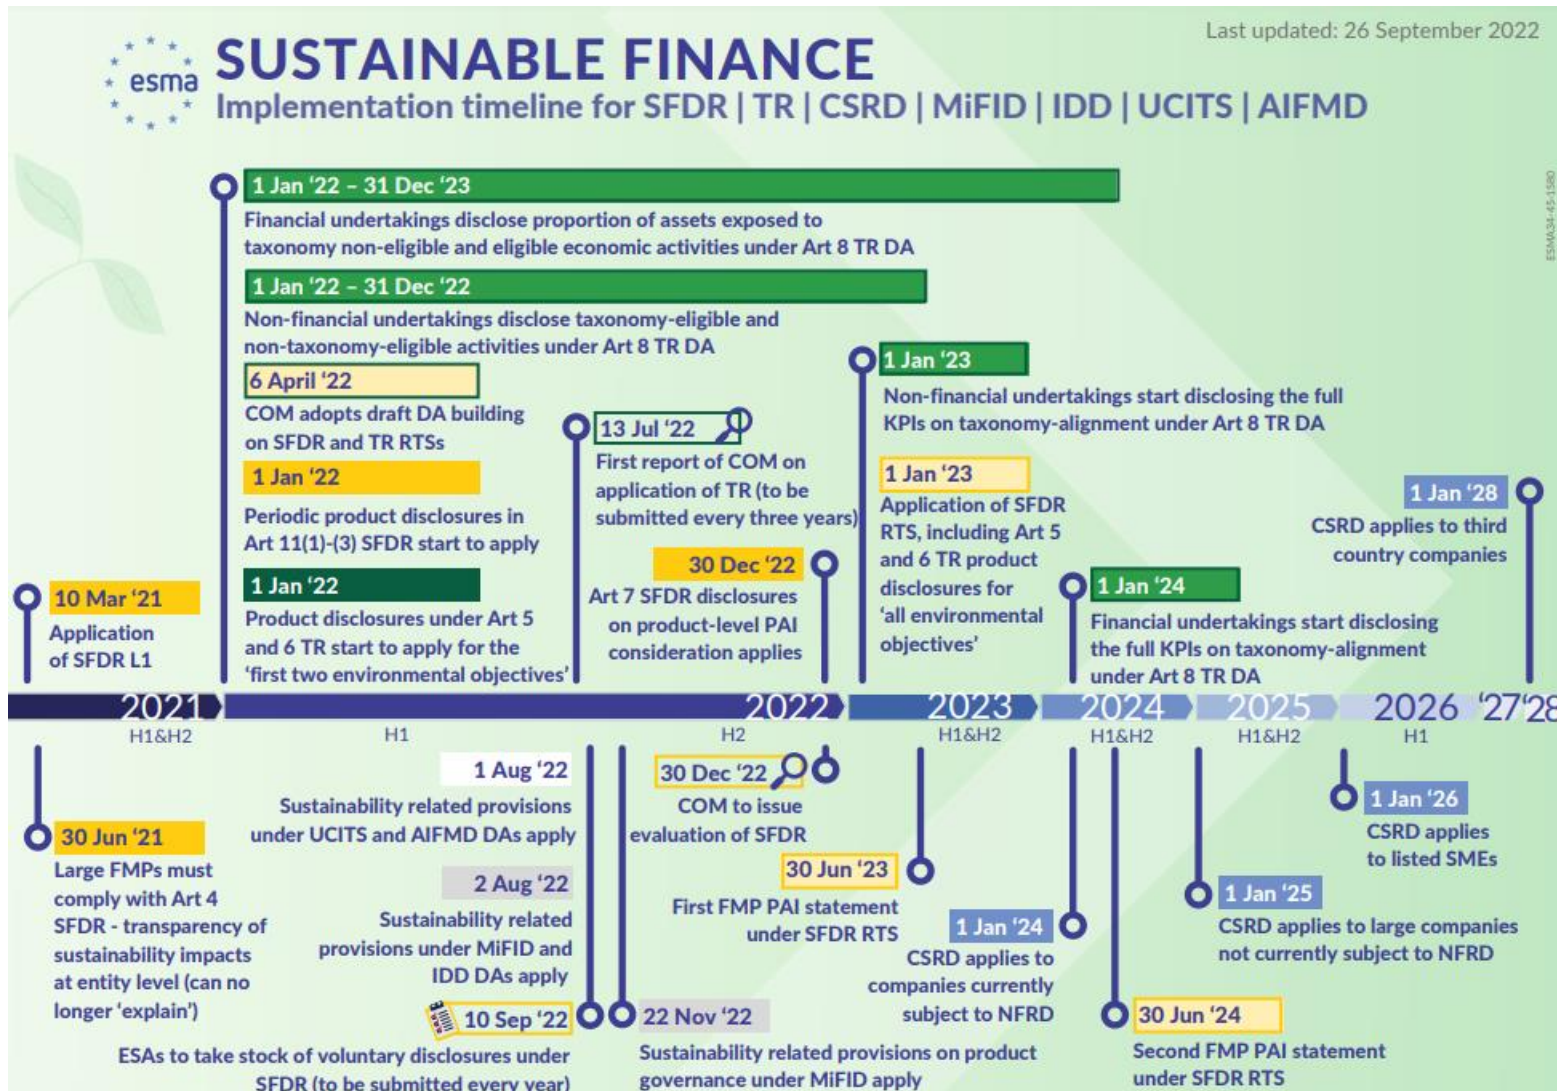 Last updated: 26 September 2022
esma
SUSTAINABLE FINANCE
Implementation timeline for SFDR | TR | CSRD | MiFID | IDD | UCITS | AIFMD
ESMA34-45-1580
1 Jan ‘22 – 31 Dec ‘23
Financial undertakings disclose proportion of assets exposed to
taxonomy non-eligible and eligible economic activities under Art 8 TR DA
1 Jan ‘22 – 31 Dec ‘22
Non-financial undertakings disclose taxonomy-eligible and
non-taxonomy-eligible activities under Art 8 TR DA
6 April ‘22
COM adopts draft DA building
on SFDR and TR RTSs
1 Jan ‘22
Periodic product disclosures in
Art 11(1)-(3) SFDR start to apply
1 Jan ‘22
Product disclosures under Art 5
and 6 TR start to apply for the
‘first two environmental objectives’
10 Mar ‘21
Application
of SFDR L1
13 Jul ‘22
First report of COM on
application of TR (to be
submitted every three years)
30 Dec ‘22
Art 7 SFDR disclosures
on product-level PAI
consideration applies
1 Jan ‘23
Non-financial undertakings start disclosing the full
KPIs on taxonomy-alignment under Art 8 TR DA
1 Jan ‘23
Application of SFDR
RTS, including Art 5
and 6 TR product
disclosures for
‘all environmental
objectives’
1 Jan ‘24
Financial undertakings start disclosing
the full KPIs on taxonomy-alignment
under Art 8 TR DA
1 Jan ‘28
CSRD applies to third
country companies
2021 2022 2023 2024 2025 2026 ‘27 ‘28
H1&H2 H1 H2 H1&H2 H1&H2 H1&H2 H1
30 Jun ‘21
Large FMPs must
comply with Art 4
SFDR - transparency of
sustainability impacts
at entity level (can no
longer ‘explain’)
1 Aug ‘22
Sustainability related provisions
under UCITS and AIFMD DAs apply
2 Aug ‘22
Sustainability related
provisions under MiFID and
IDD DAs apply
10 Sep ‘22
ESAs to take stock of voluntary disclosures under
SFDR (to be submitted every year)
30 Dec ‘22
COM to issue
evaluation of SFDR
30 Jun ‘23
First FMP PAI statement
under SFDR RTS
22 Nov ‘22
Sustainability related provisions on product
governance under MiFID apply
1 Jan ‘24
CSRD applies to
companies currently
subject to NFRD
30 Jun ‘24
Second FMP PAI statement
under SFDR RTS
1 Jan ‘25
CSRD applies to large companies
not currently subject to NFRD
1 Jan ‘26
CSRD applies
to listed SMEs